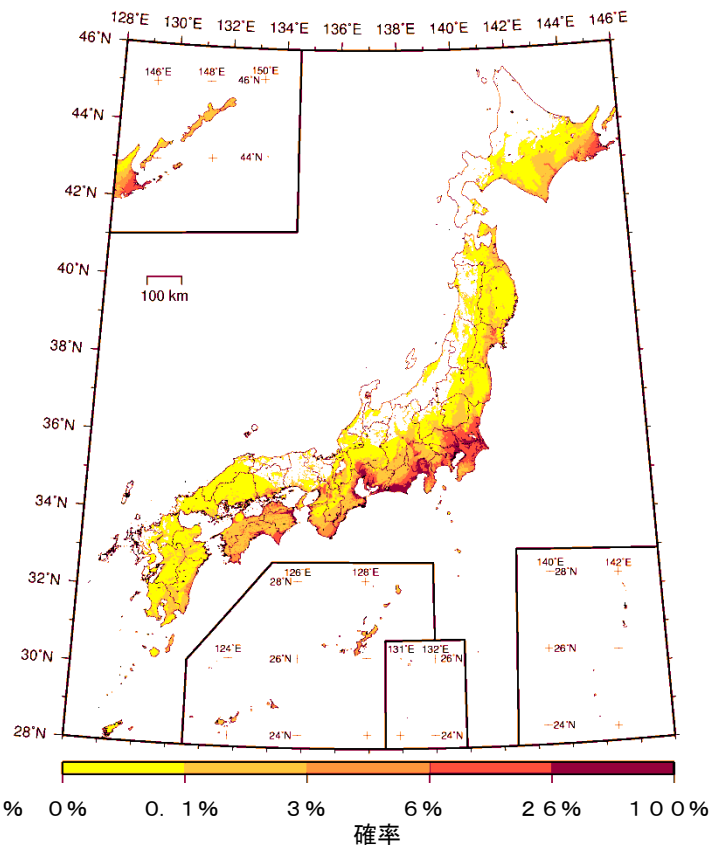 128˚E 130˚E 132˚E 134˚E 136˚E 138˚E 140˚E 142˚E 144˚E 146˚E
46˚N
146˚E 148˚E 150˚E
46˚N
44˚N
44˚N
42˚N
40˚N
100 km
38˚N
36˚N
34˚N
32˚N
126˚E 128˚E
28˚N
140˚E 142˚E
28˚N
30˚N
124˚E
26˚N
131˚E 132˚E
26˚N
26˚N
28˚N
24˚N
24˚N
24˚N
% 0% 0.1% 3% 6% 26% 100%
確率